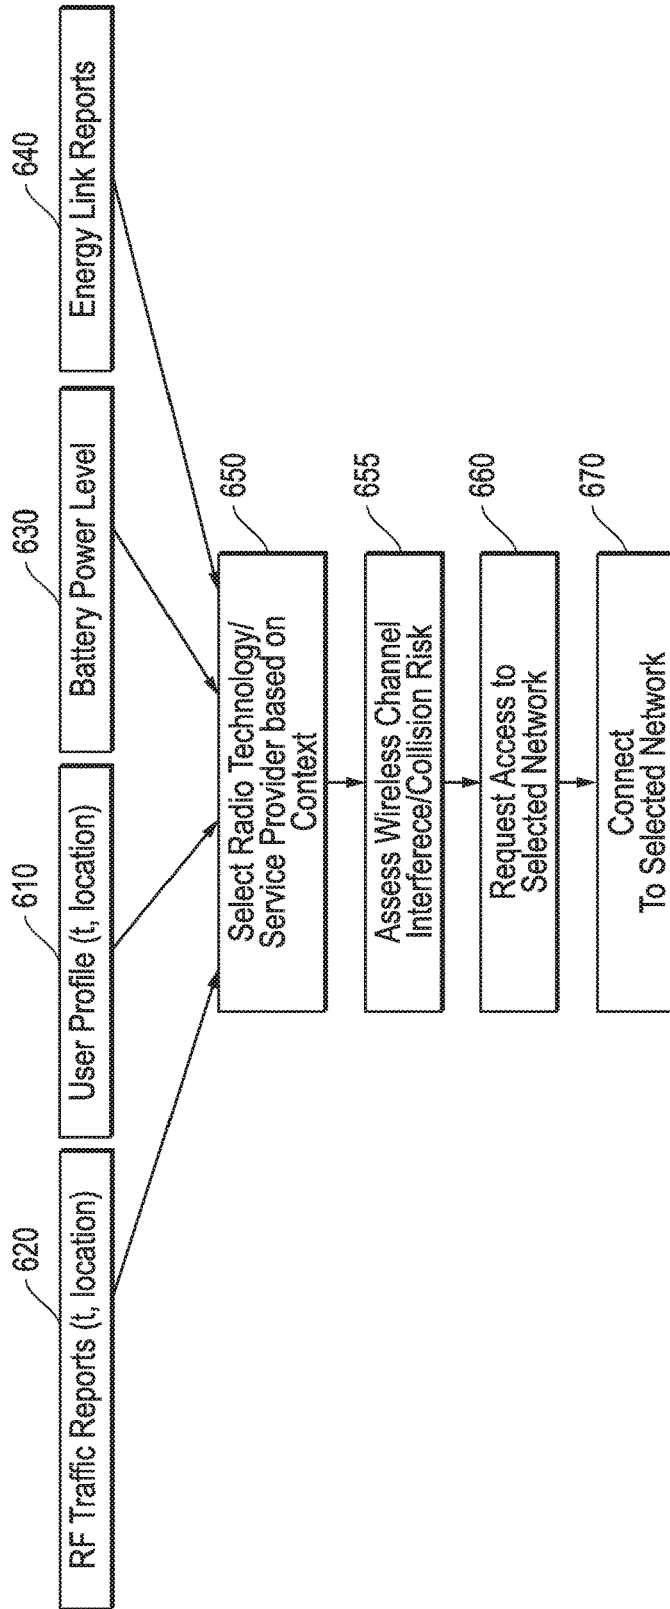 620
RF Traffic Reports (t, location)
610
User Profile (t, location)
630
Battery Power Level
640
Energy Link Reports
650
Select Radio Technology/
Service Provider based on
Context
655
Assess Wireless Channel
Interferece/Collision Risk
660
Request Access to
Selected Network
670
Connect
To Selected Network